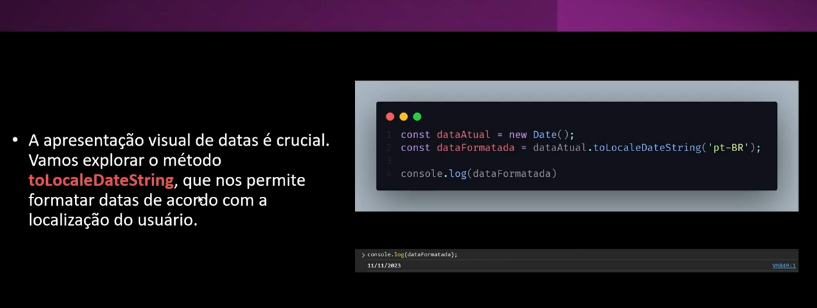 • A apresentação visual de datas é crucial.
Vamos explorar o método
toLocaleDateString, que nos permite
formatar datas de acordo com a
localização do usuário.
1 const dataAtual = new Date();
2 const dataFormatada = dataAtual.toLocaleDateString('pt-BR');
3
4 console.log(dataFormatada)
> console.log(dataFormatada);
11/11/2023 VM849:1